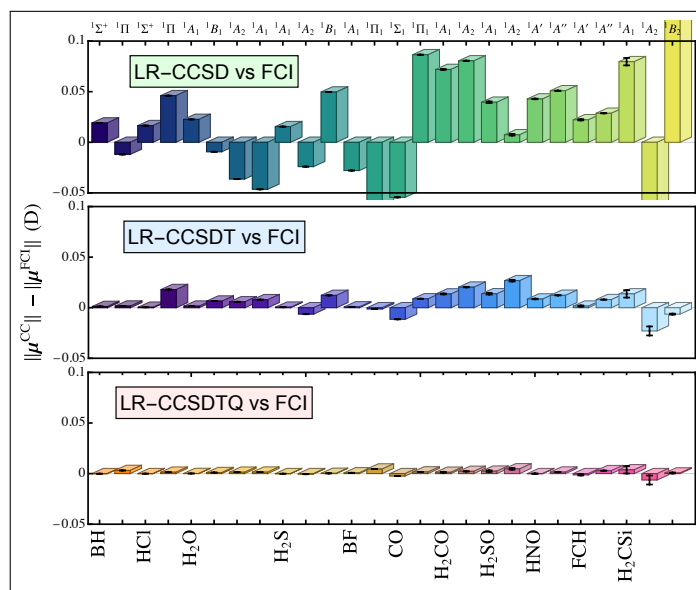 ¹Σ⁺ ¹Π ¹Σ⁺ ¹Π ¹A₁ ¹B₁ ¹A₂ ¹A₁ ¹A₁ ¹A₂ ¹B₁ ¹A₁ ¹Π₁ ¹Σ₁ ¹Π₁ ¹A₁ ¹A₂ ¹A₁ ¹A₂ ¹A′ ¹A″ ¹A′ ¹A″ ¹A₁ ¹A₂ ¹B₂
0.1
LR-CCSD vs FCI
0.05
0
-0.05
0.1
LR-CCSDT vs FCI
0.05
0
-0.05
0.1
LR-CCSDTQ vs FCI
0.05
0
-0.05
‖μ^CC‖ − ‖μ^FCI‖ (D)
BH
HCl
H₂O
H₂S
BF
CO
H₂CO
H₂SO
HNO
FCH
H₂CSi